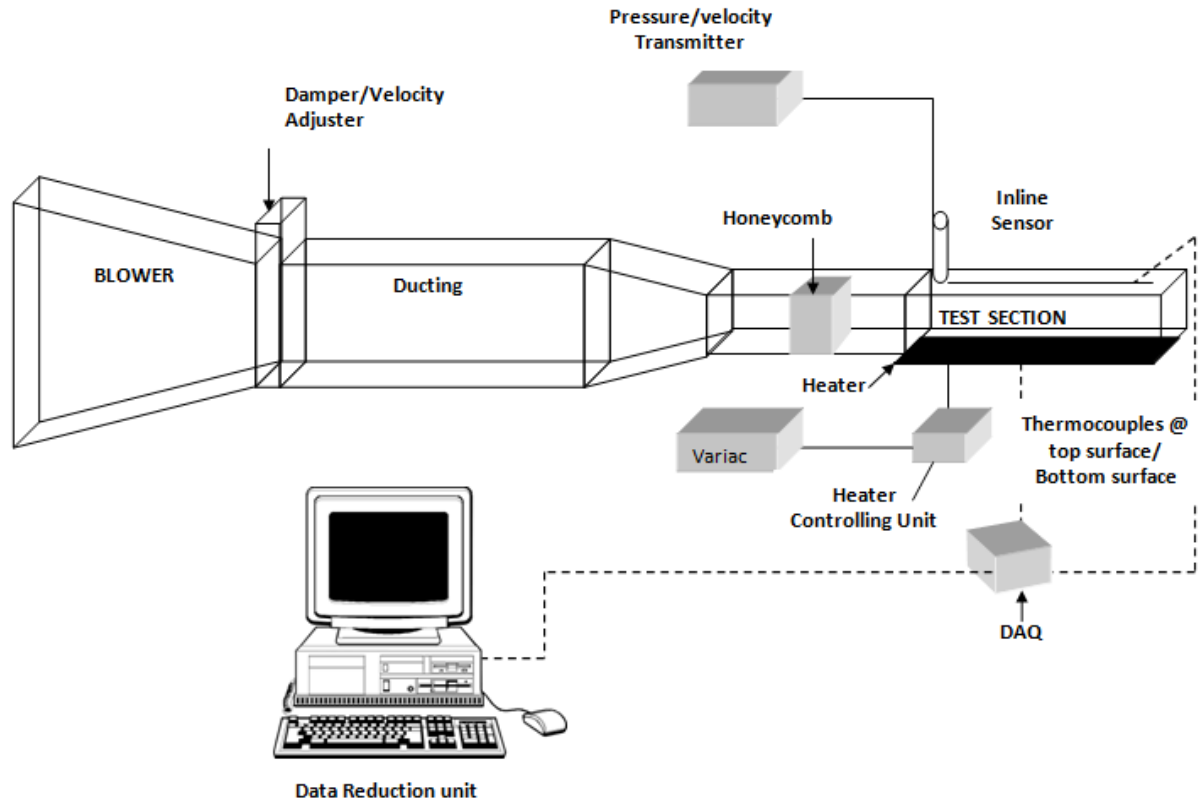 Pressure/velocity
Transmitter
Damper/Velocity
Adjuster
Inline
Sensor
Honeycomb
BLOWER
Ducting
TEST SECTION
Heater
Thermocouples @
top surface/
Bottom surface
Variac
Heater
Controlling Unit
DAQ
Data Reduction unit